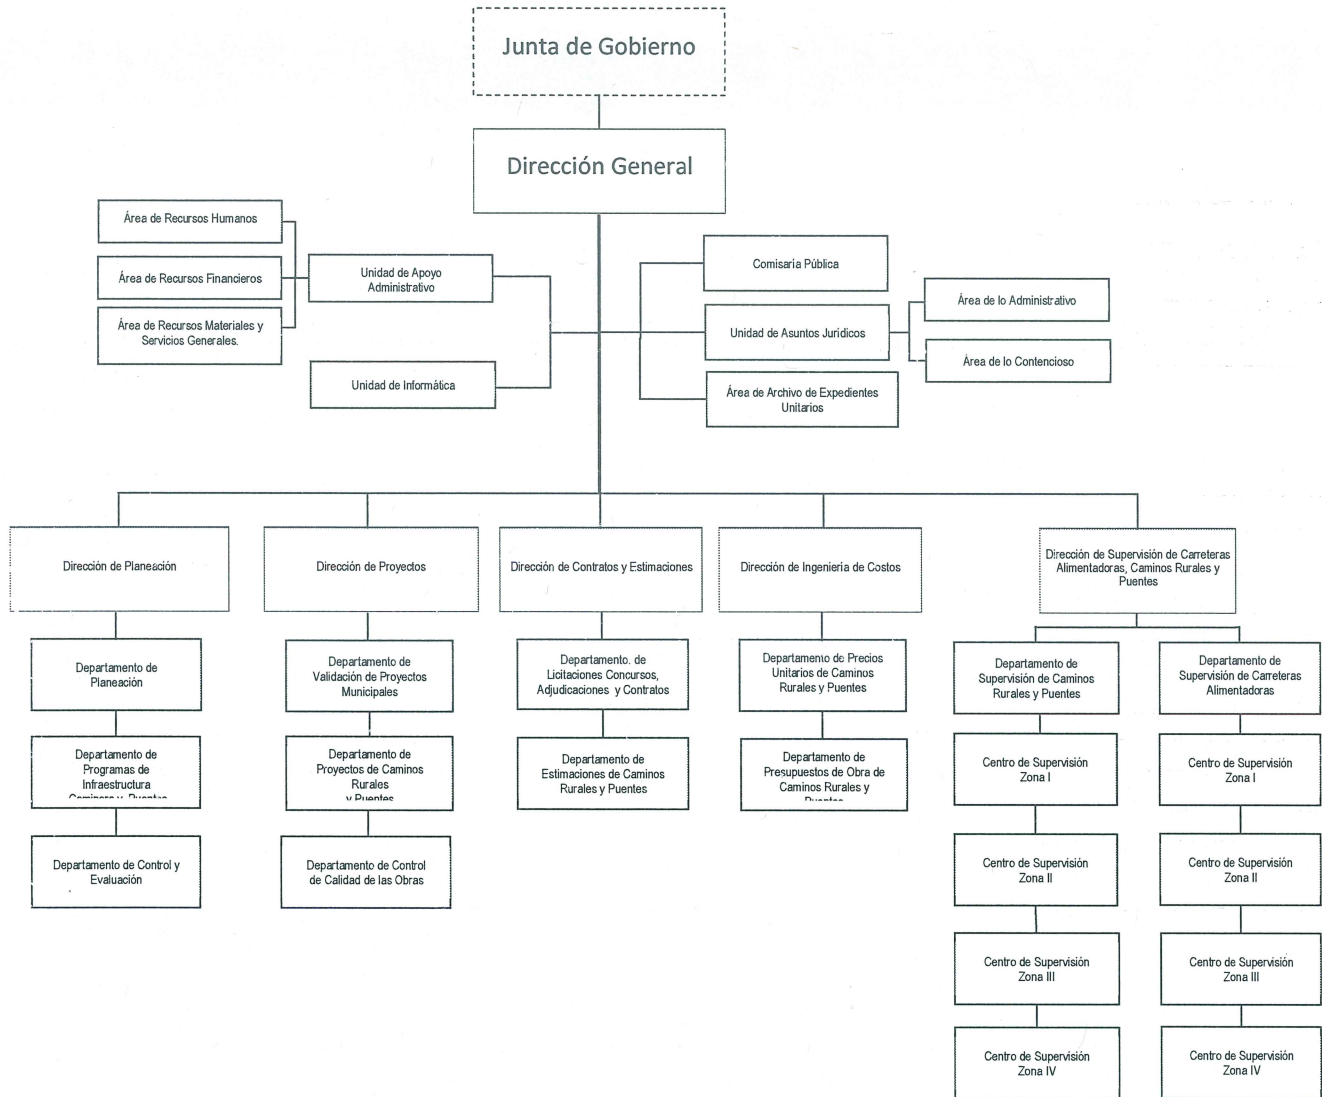 Junta de Gobierno
Dirección General
Área de Recursos Humanos
Área de Recursos Financieros
Área de Recursos Materiales y
Servicios Generales.
Unidad de Apoyo
Administrativo
Unidad de Informática
Comisaría Pública
Unidad de Asuntos Jurídicos
Área de Archivo de Expedientes
Unitarios
Área de lo Administrativo
Área de lo Contencioso
Dirección de Planeación
Dirección de Proyectos
Dirección de Contratos y Estimaciones
Dirección de Ingeniería de Costos
Dirección de Supervisión de Carreteras
Alimentadoras, Caminos Rurales y
Puentes
Departamento de
Planeación
Departamento de
Programas de
Infraestructura
Caminera y Puentes
Departamento de Control y
Evaluación
Departamento de
Validación de Proyectos
Municipales
Departamento de
Proyectos de Caminos
Rurales
y Puentes
Departamento de Control
de Calidad de las Obras
Departamento. de
Licitaciones Concursos,
Adjudicaciones y Contratos
Departamento de
Estimaciones de Caminos
Rurales y Puentes
Departamento de Precios
Unitarios de Caminos
Rurales y Puentes
Departamento de
Presupuestos de Obra de
Caminos Rurales y
Departamento de
Supervisión de Caminos
Rurales y Puentes
Centro de Supervisión
Zona I
Centro de Supervisión
Zona II
Centro de Supervisión
Zona III
Centro de Supervisión
Zona IV
Departamento de
Supervisión de Carreteras
Alimentadoras
Centro de Supervisión
Zona I
Centro de Supervisión
Zona II
Centro de Supervisión
Zona III
Centro de Supervisión
Zona IV